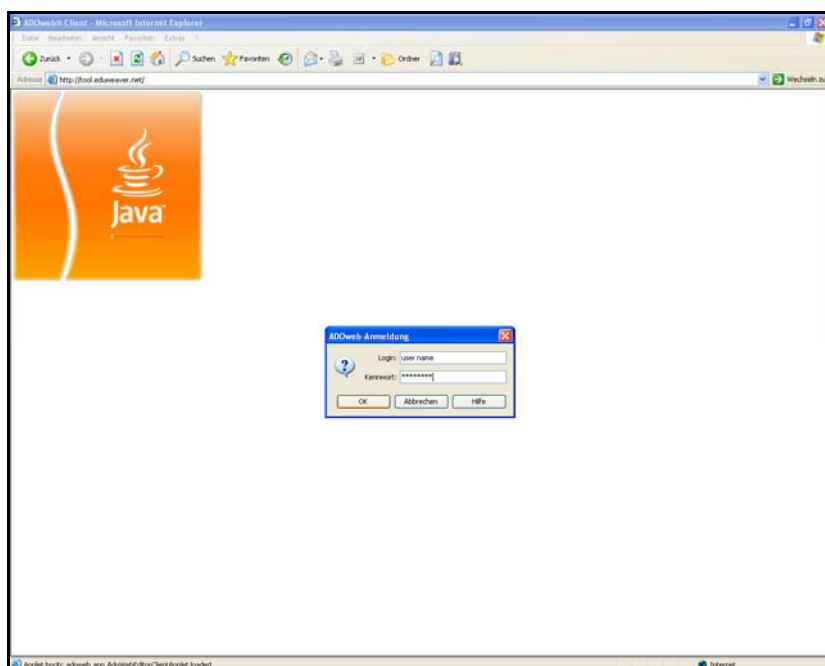 ADOweb® Client - Microsoft Internet Explorer
Datei Bearbeiten Ansicht Favoriten Extras ?
Zurück Suchen Favoriten Ordner
Adresse http://tool.eduweaver.net/ Wechseln zu
Java
ADOweb-Anmeldung
Login: user name
Kennwort: ********
OK Abbrechen Hilfe
Applet bootc adoweb.app.AdoWebEditorClientApplet loaded Internet